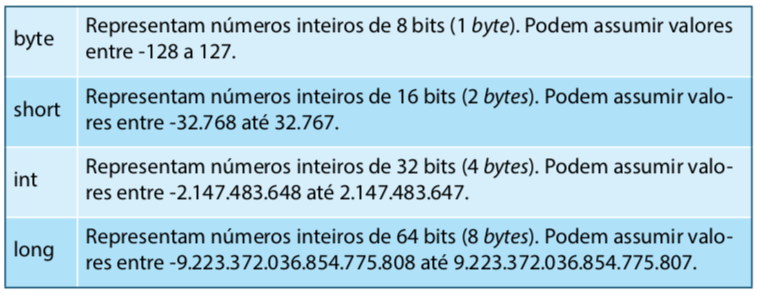 byte
Representam números inteiros de 8 bits (1 byte). Podem assumir valores
entre -128 a 127.
short
Representam números inteiros de 16 bits (2 bytes). Podem assumir valo-
res entre -32.768 até 32.767.
int
Representam números inteiros de 32 bits (4 bytes). Podem assumir valo-
res entre -2.147.483.648 até 2.147.483.647.
long
Representam números inteiros de 64 bits (8 bytes). Podem assumir valo-
res entre -9.223.372.036.854.775.808 até 9.223.372.036.854.775.807.